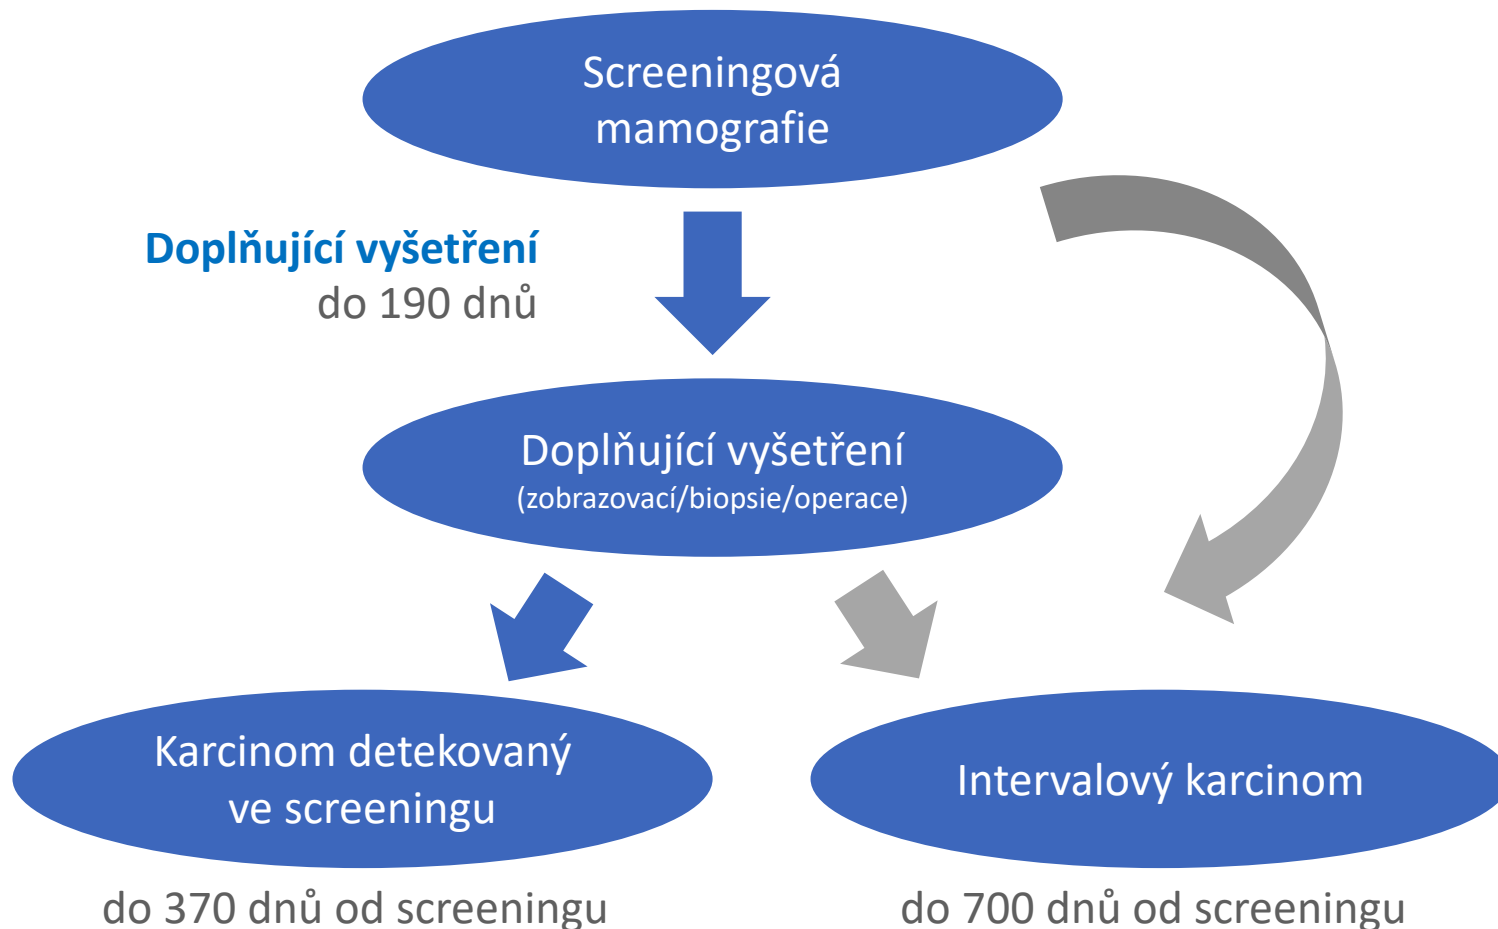 Screeningová
mamografie
Doplňující vyšetření
do 190 dnů
Doplňující vyšetření
(zobrazovací/biopsie/operace)
Karcinom detekovaný
ve screeningu
Intervalový karcinom
do 370 dnů od screeningu
do 700 dnů od screeningu